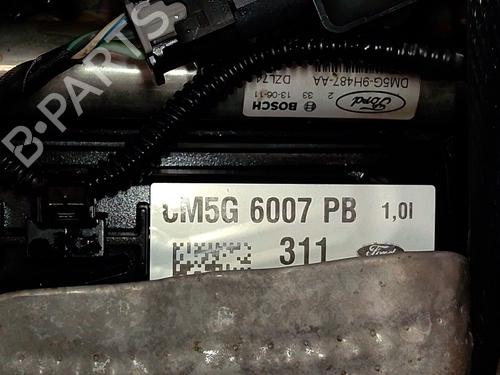 B-PARTS
DM5G-9H487-AA
DZL74
2 33
13-06-11
BOSCH
Ford
CM5G 6007 PB 1,0l
311
Ford